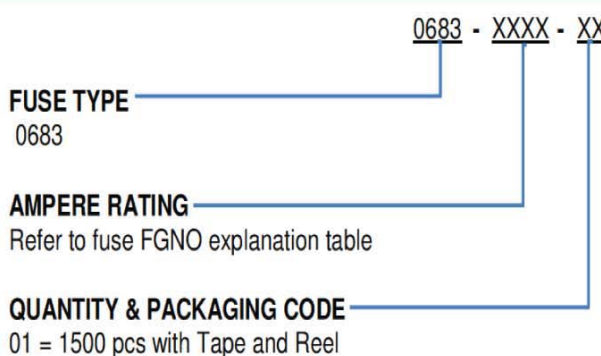 0683 - XXXX - XX
FUSE TYPE
0683
AMPERE RATING
Refer to fuse FGNO explanation table
QUANTITY & PACKAGING CODE
01 = 1500 pcs with Tape and Reel